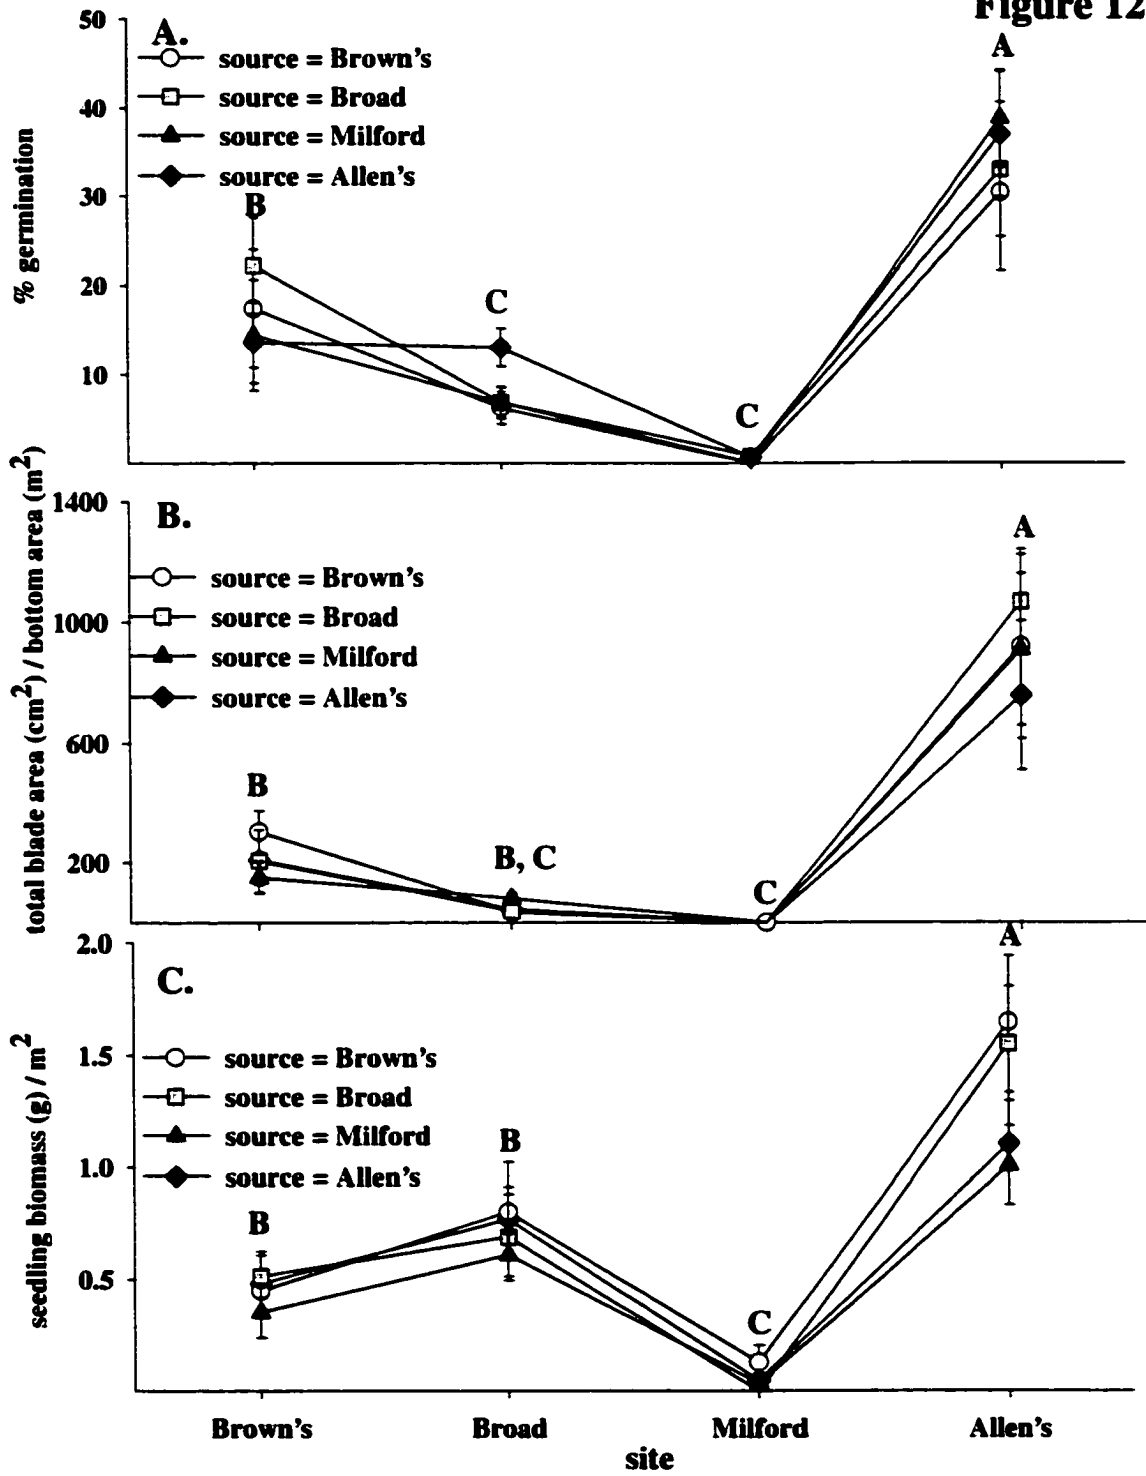 Figure 12
50
A.
A
source = Brown's
source = Broad
40
source = Milford
source = Allen's
30
B
20
C
10
C
% germination
1400
B.
A
source = Brown's
source = Broad
1000
source = Milford
source = Allen's
600
B
200
B, C
C
total blade area (cm²) / bottom area (m²)
2.0
A
C.
1.5
source = Brown's
source = Broad
source = Milford
B
1.0
source = Allen's
B
0.5
C
seedling biomass (g) / m²
Brown's Broad Milford Allen's
site